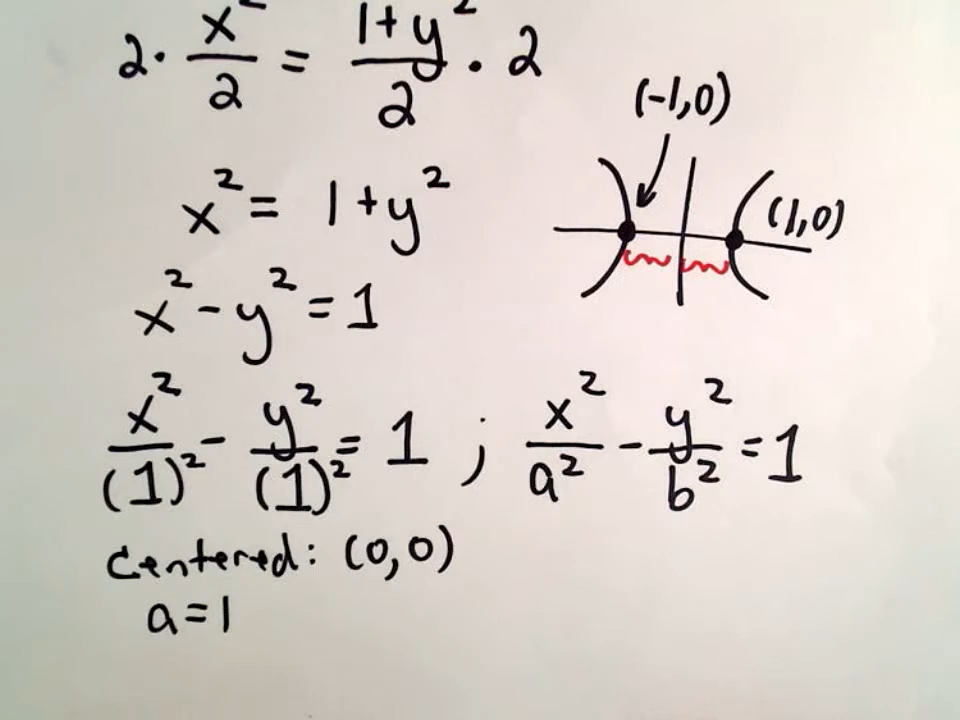 2 · x²/2 = (1+y²)/2 · 2
(-1,0)
x² = 1+y²
(1,0)
x² - y² = 1
x²/(1)² - y²/(1)² = 1 ; x²/a² - y²/b² = 1
Centered: (0,0)
a=1